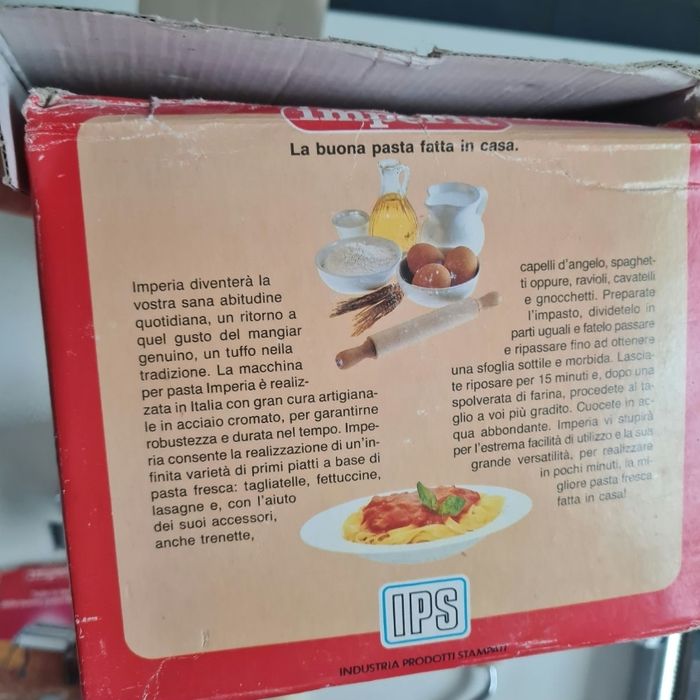 imperia
La buona pasta fatta in casa.
Imperia diventerà la
vostra sana abitudine
quotidiana, un ritorno a
quel gusto del mangiar
genuino, un tuffo nella
tradizione. La macchina
per pasta Imperia è realiz-
zata in Italia con gran cura artigiana-
le in acciaio cromato, per garantirne
robustezza e durata nel tempo. Impe-
ria consente la realizzazione di un'in-
finita varietà di primi piatti a base di
pasta fresca: tagliatelle, fettuccine,
lasagne e, con l'aiuto
dei suoi accessori,
anche trenette,
capelli d'angelo, spaghet-
ti oppure, ravioli, cavatelli
e gnocchetti. Preparate
l'impasto, dividetelo in
parti uguali e fatelo passare
e ripassare fino ad ottenere
una sfoglia sottile e morbida. Lascia-
te riposare per 15 minuti e, dopo una
spolverata di farina, procedete al ta-
glio a voi più gradito. Cuocete in ac-
qua abbondante. Imperia vi stupirà
per l'estrema facilità di utilizzo e la sua
grande versatilità, per realizzare
in pochi minuti, la mi-
gliore pasta fresca
fatta in casa!
IPS
INDUSTRIA PRODOTTI STAMPATI